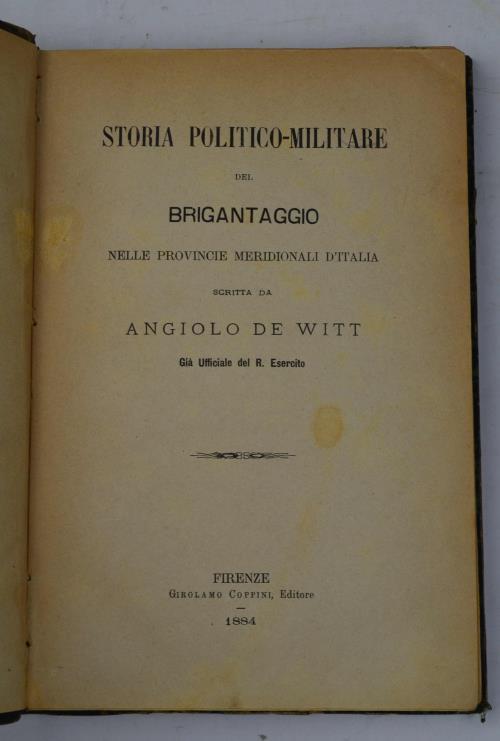 STORIA POLITICO-MILITARE
DEL
BRIGANTAGGIO
NELLE PROVINCIE MERIDIONALI D'ITALIA
SCRITTA DA
ANGIOLO DE WITT
Già Ufficiale del R. Esercito
FIRENZE
GIROLAMO COPPINI, Editore
—
1884